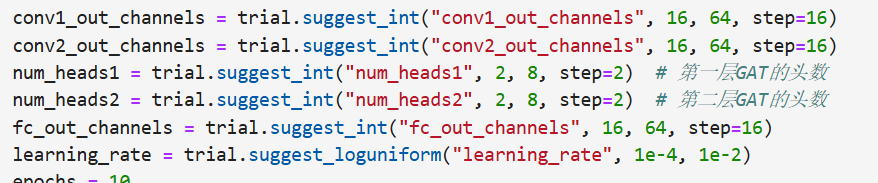 conv1_out_channels = trial.suggest_int("conv1_out_channels", 16, 64, step=16)
conv2_out_channels = trial.suggest_int("conv2_out_channels", 16, 64, step=16)
num_heads1 = trial.suggest_int("num_heads1", 2, 8, step=2)  # 第一层GAT的头数
num_heads2 = trial.suggest_int("num_heads2", 2, 8, step=2)  # 第二层GAT的头数
fc_out_channels = trial.suggest_int("fc_out_channels", 16, 64, step=16)
learning_rate = trial.suggest_loguniform("learning_rate", 1e-4, 1e-2)
epochs = 10